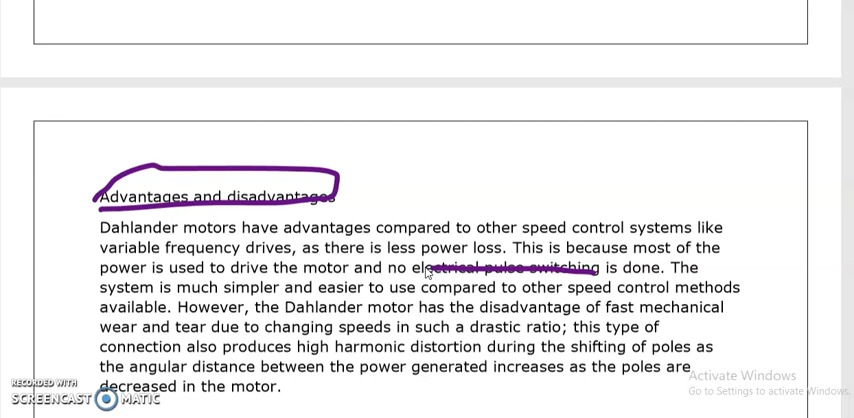 Advantages and disadvantages
Dahlander motors have advantages compared to other speed control systems like
variable frequency drives, as there is less power loss. This is because most of the
power is used to drive the motor and no electrical pulse switching is done. The
system is much simpler and easier to use compared to other speed control methods
available. However, the Dahlander motor has the disadvantage of fast mechanical
wear and tear due to changing speeds in such a drastic ratio; this type of
connection also produces high harmonic distortion during the shifting of poles as
the angular distance between the power generated increases as the poles are
decreased in the motor.
Activate Windows
Go to Settings to activate Windows.
RECORDED WITH
SCREENCAST MATIC